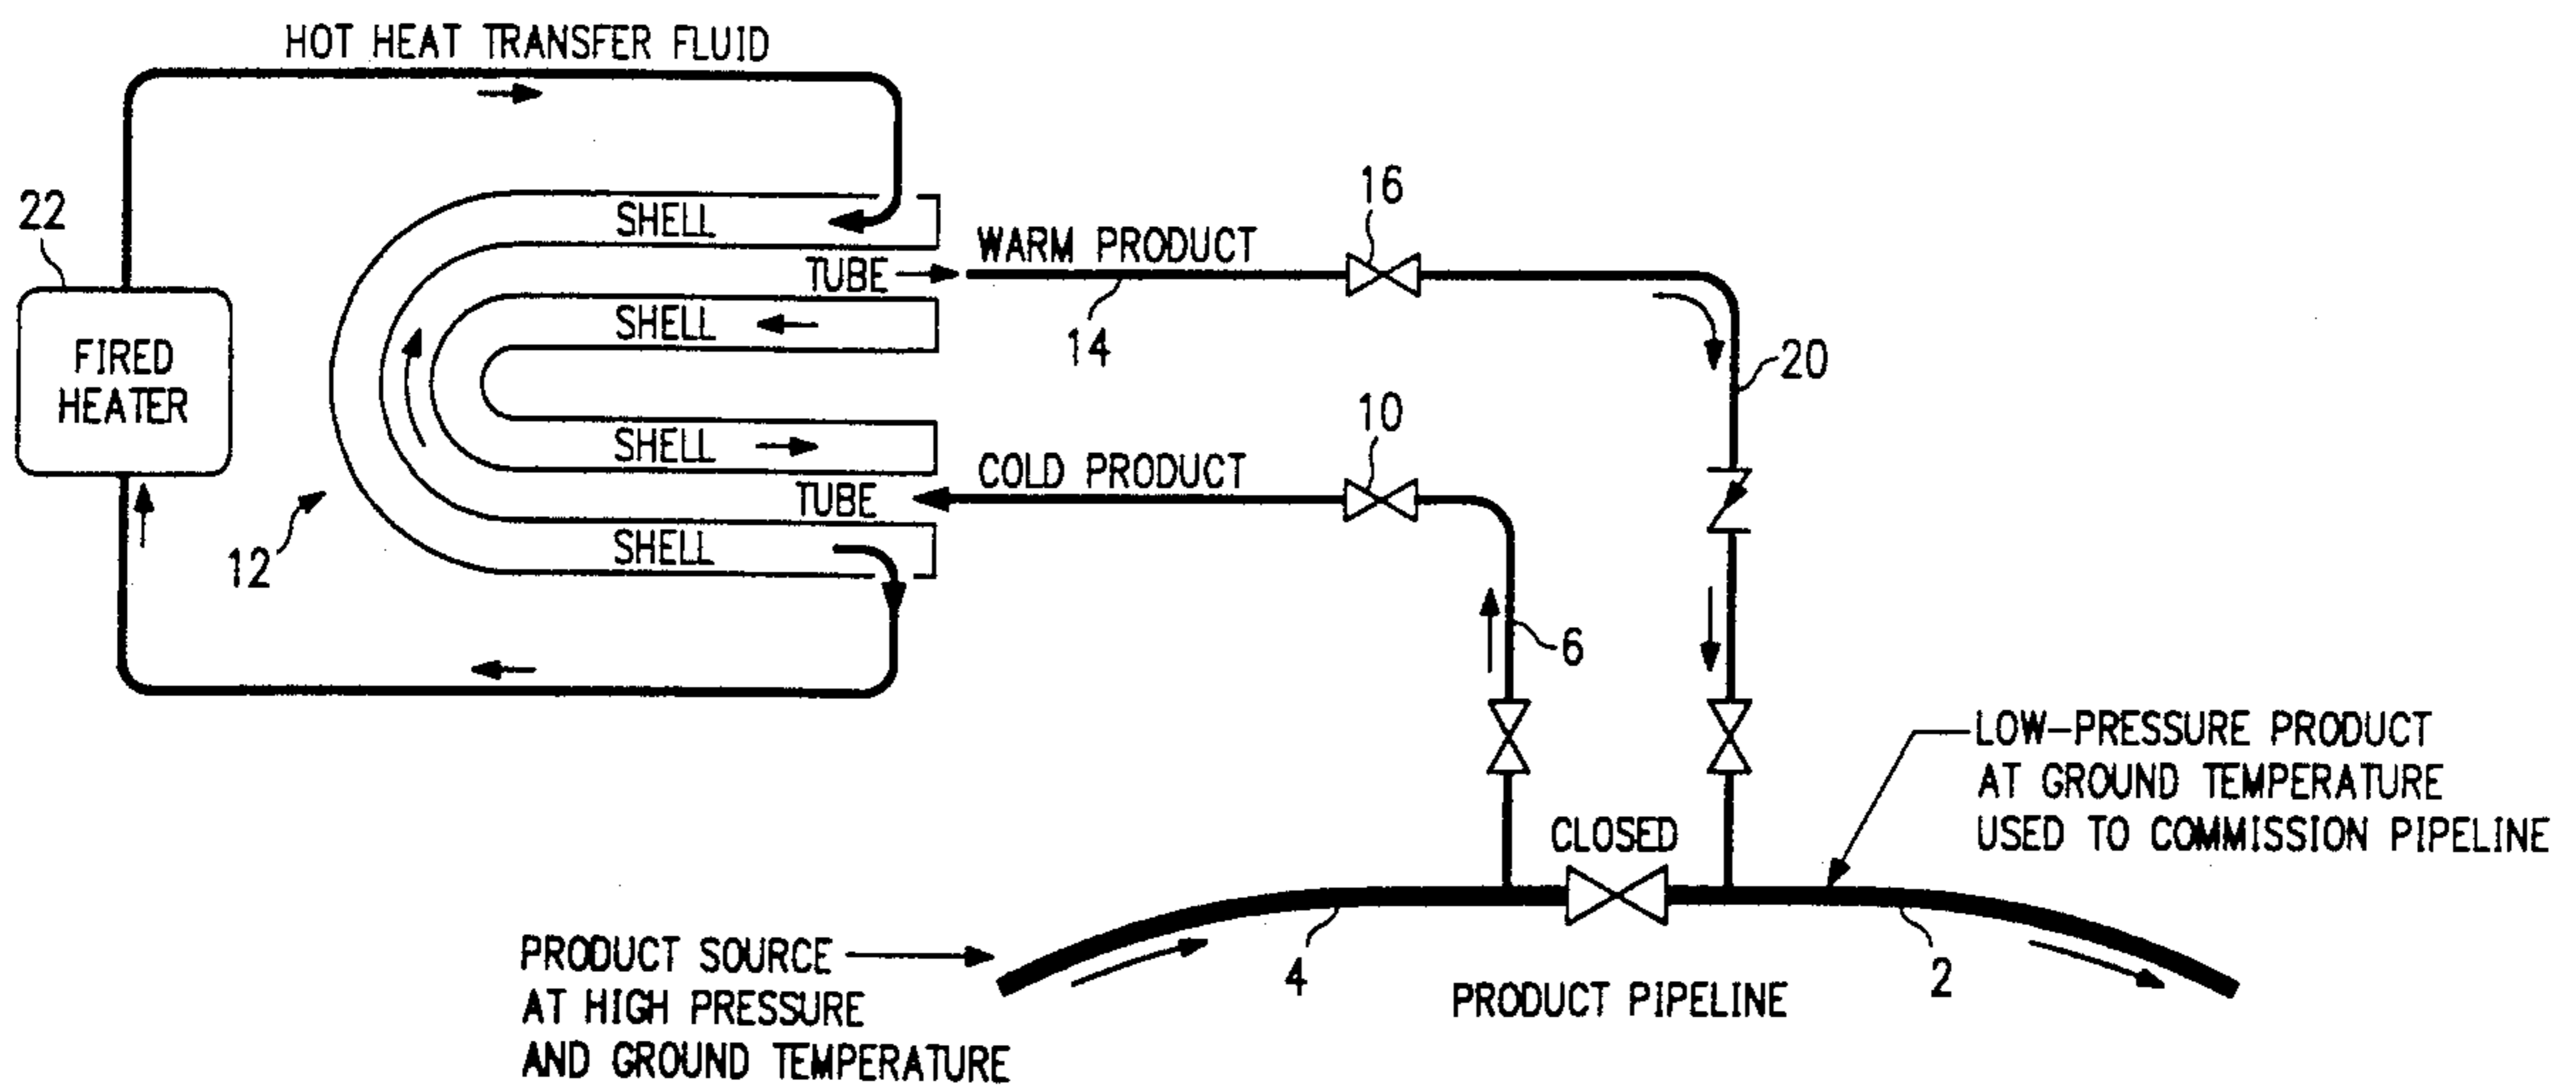 HOT HEAT TRANSFER FLUID
22
SHELL
16
WARM PRODUCT
TUBE
14
SHELL
FIRED
HEATER
20
10
SHELL
COLD PRODUCT
TUBE
12
SHELL
6
LOW-PRESSURE PRODUCT
AT GROUND TEMPERATURE
USED TO COMMISSION PIPELINE
CLOSED
PRODUCT SOURCE
AT HIGH PRESSURE
AND GROUND TEMPERATURE
4
PRODUCT PIPELINE
2